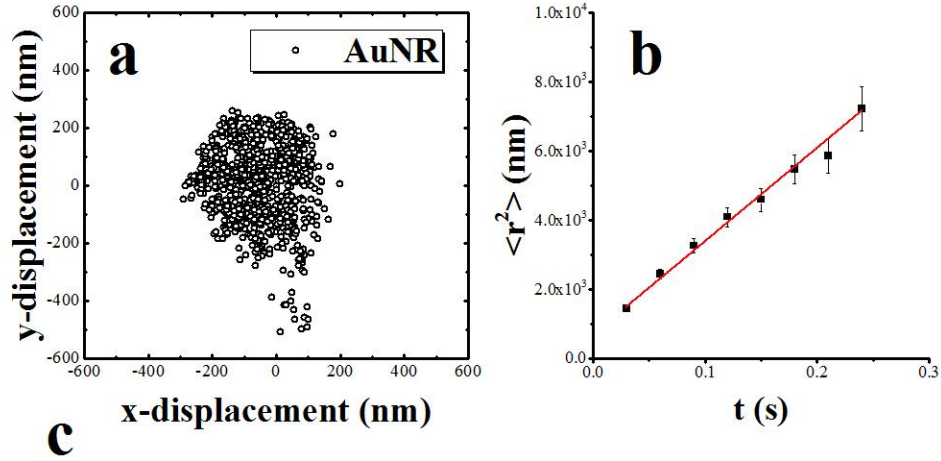 a
AuNR
y-displacement (nm)
600
400
200
0
-200
-400
-600
-600
-400
-200
0
200
400
600
x-displacement (nm)
b
<r²> (nm)
1.0x10⁴
8.0x10³
6.0x10³
4.0x10³
2.0x10³
0.0
0.0
0.1
0.2
0.3
t (s)
c